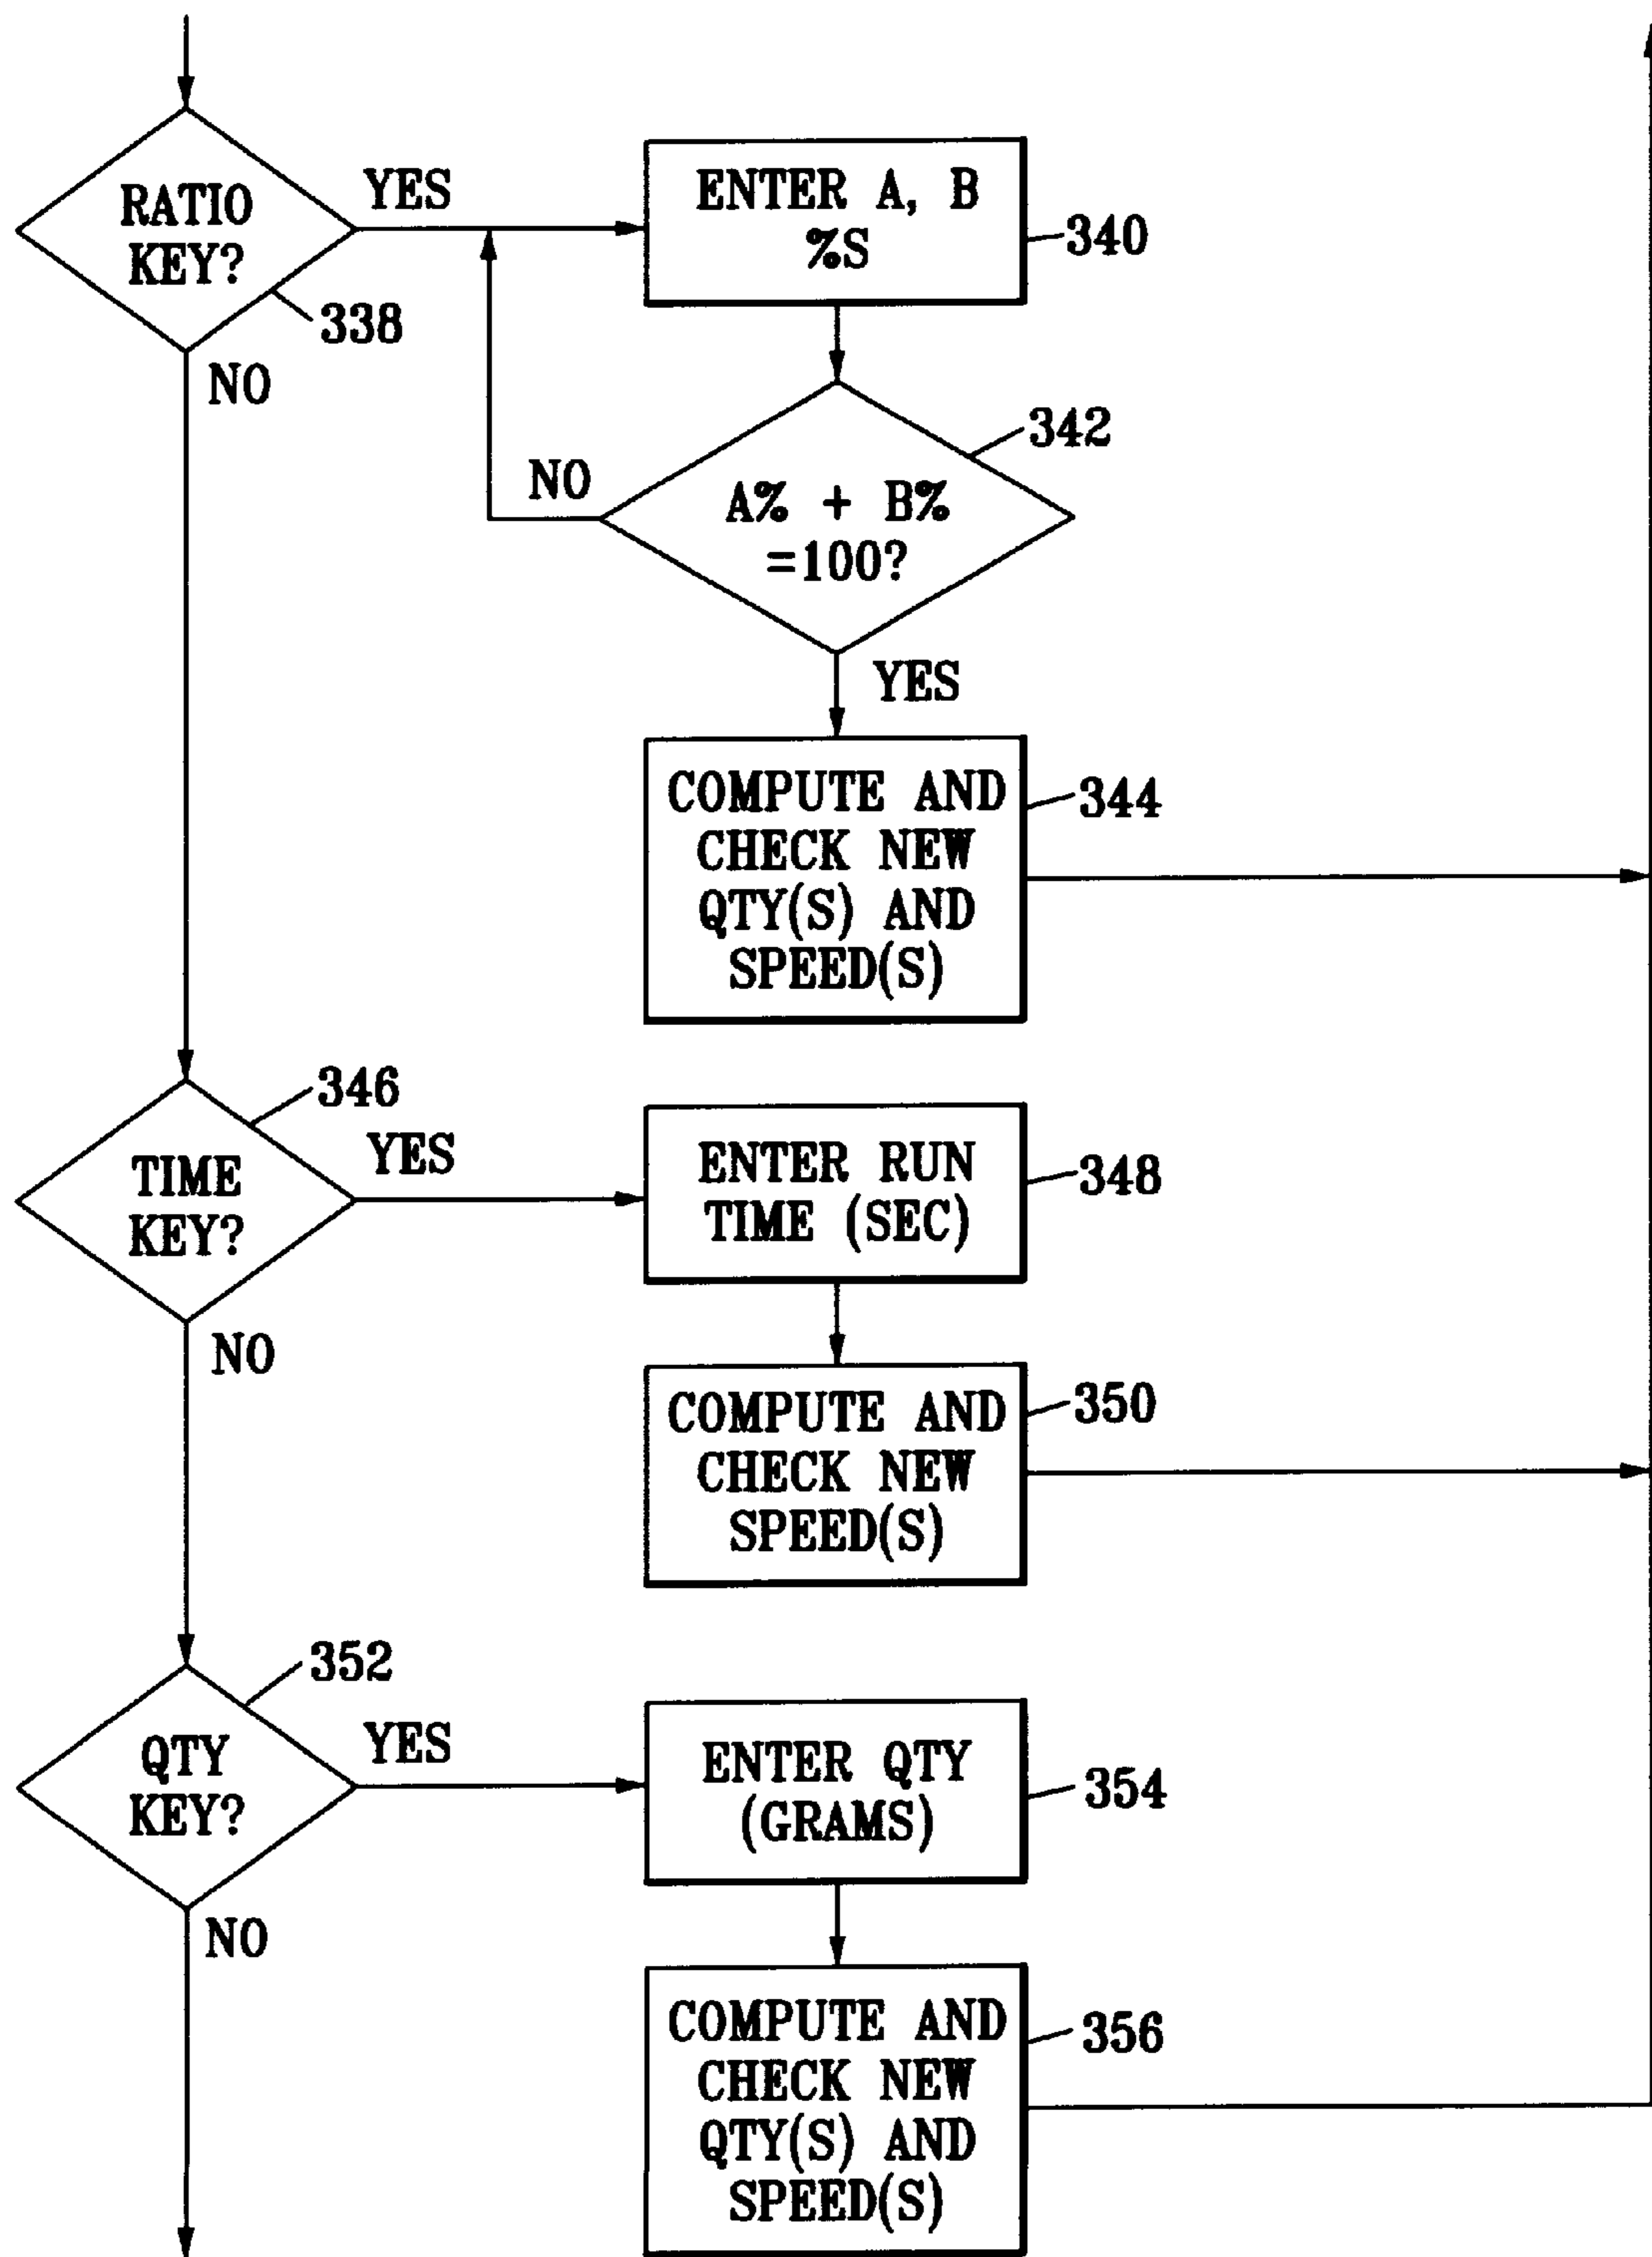 RATIO
KEY?
338
YES
NO
ENTER A, B
%S
340
342
A% + B%
=100?
NO
YES
COMPUTE AND
CHECK NEW
QTY(S) AND
SPEED(S)
344
346
TIME
KEY?
YES
NO
ENTER RUN
TIME (SEC)
348
COMPUTE AND
CHECK NEW
SPEED(S)
350
352
QTY
KEY?
YES
NO
ENTER QTY
(GRAMS)
354
COMPUTE AND
CHECK NEW
QTY(S) AND
SPEED(S)
356